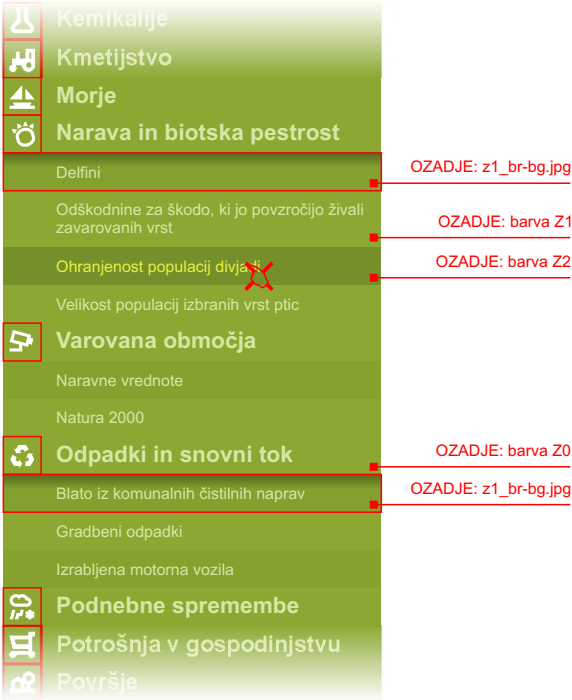 Kemikalije
Kmetijstvo
Morje
Narava in biotska pestrost
Delfini
OZADJE: z1_br-bg.jpg
Odškodnine za škodo, ki jo povzročijo živali
zavarovanih vrst
OZADJE: barva Z1
Ohranjenost populacij divjadi
OZADJE: barva Z2
Velikost populacij izbranih vrst ptic
Varovana območja
Naravne vrednote
Natura 2000
Odpadki in snovni tok
OZADJE: barva Z0
Blato iz komunalnih čistilnih naprav
OZADJE: z1_br-bg.jpg
Gradbeni odpadki
Izrabljena motorna vozila
Podnebne spremembe
Potrošnja v gospodinjstvu
Površje